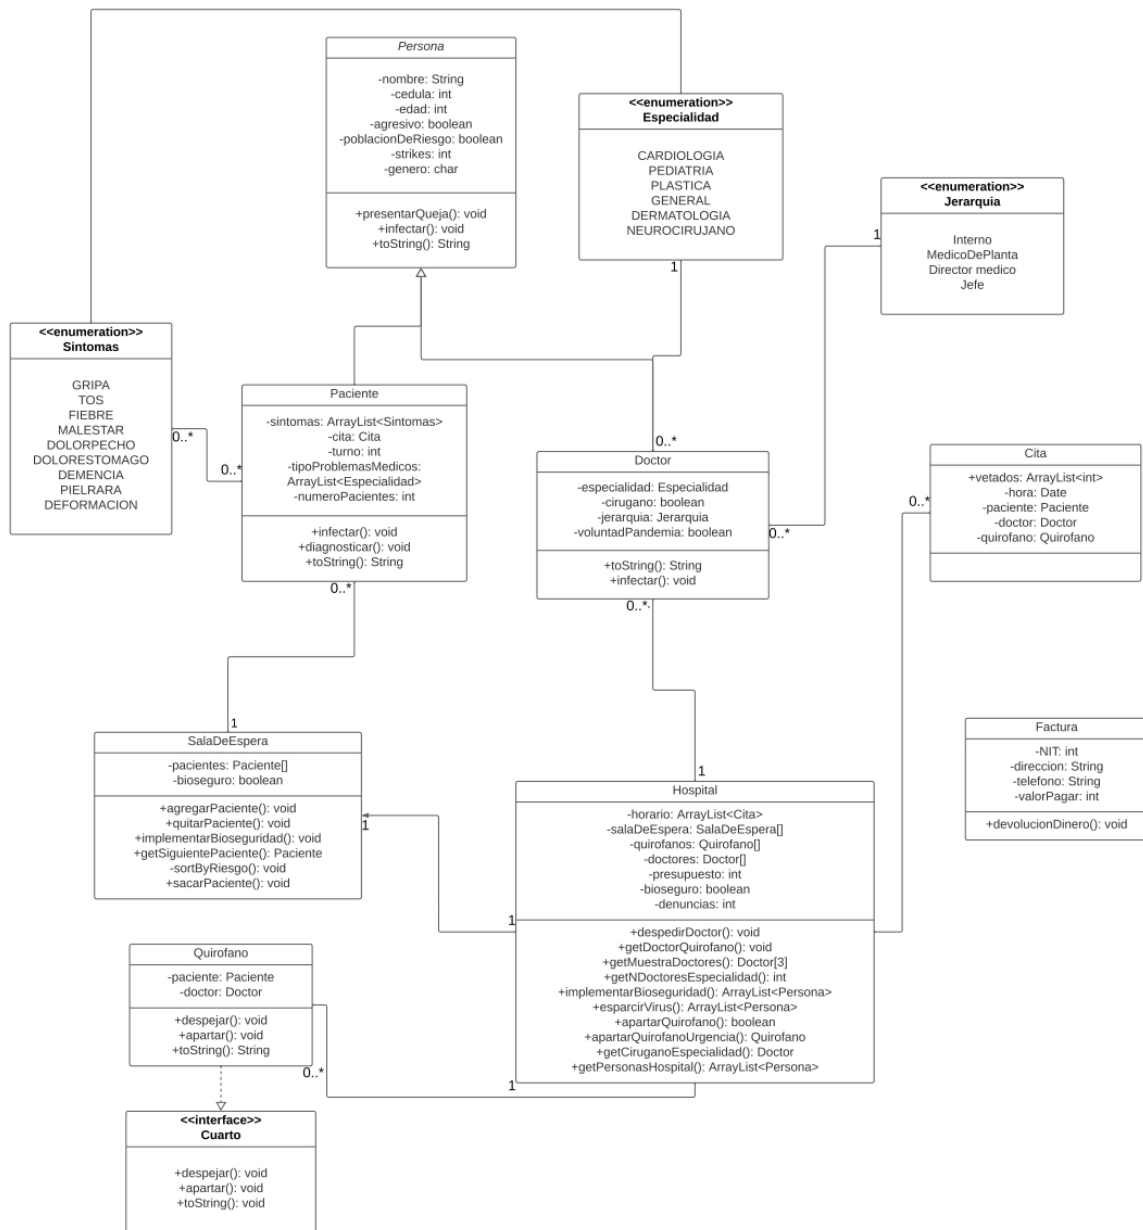 Persona
-nombre: String
-cedula: int
-edad: int
-agresivo: boolean
-poblacionDeRiesgo: boolean
-strikes: int
-genero: char
+presentarQueja(): void
+infectar(): void
+toString(): String
<<enumeration>>
Especialidad
CARDIOLOGIA
PEDIATRIA
PLASTICA
GENERAL
DERMATOLOGIA
NEUROCIRUJANO
1
<<enumeration>>
Jerarquia
Interno
MedicoDePlanta
Director medico
Jefe
1
<<enumeration>>
Sintomas
GRIPA
TOS
FIEBRE
MALESTAR
DOLORPECHO
DOLORESTOMAGO
DEMENCIA
PIELRARA
DEFORMACION
0..*
0..*
Paciente
-sintomas: ArrayList<Sintomas>
-cita: Cita
-turno: int
-tipoProblemasMedicos:
ArrayList<Especialidad>
-numeroPacientes: int
+infectar(): void
+diagnosticar(): void
+toString(): String
0..*
0..*
Doctor
-especialidad: Especialidad
-cirugano: boolean
-jerarquia: Jerarquia
-voluntadPandemia: boolean
+toString(): String
+infectar(): void
0..*
0..*
Cita
+vetados: ArrayList<int>
-hora: Date
-paciente: Paciente
-doctor: Doctor
-quirofano: Quirofano
0..*
1
SalaDeEspera
-pacientes: Paciente[]
-bioseguro: boolean
+agregarPaciente(): void
+quitarPaciente(): void
+implementarBioseguridad(): void
+getSiguientePaciente(): Paciente
-sortByRiesgo(): void
+sacarPaciente(): void
1
1
1
Hospital
-horario: ArrayList<Cita>
-salaDeEspera: SalaDeEspera[]
-quirofanos: Quirofano[]
-doctores: Doctor[]
-presupuesto: int
-bioseguro: boolean
-denuncias: int
+despedirDoctor(): void
+getDoctorQuirofano(): void
+getMuestraDoctores(): Doctor[3]
+getNDoctoresEspecialidad(): int
+implementarBioseguridad(): ArrayList<Persona>
+esparcirVirus(): ArrayList<Persona>
+apartarQuirofano(): boolean
+apartarQuirofanoUrgencia(): Quirofano
+getCiruganoEspecialidad(): Doctor
+getPersonasHospital(): ArrayList<Persona>
1
Factura
-NIT: int
-direccion: String
-telefono: String
-valorPagar: int
+devolucionDinero(): void
Quirofano
-paciente: Paciente
-doctor: Doctor
+despejar(): void
+apartar(): void
+toString(): String
0..*
<<interface>>
Cuarto
+despejar(): void
+apartar(): void
+toString(): void